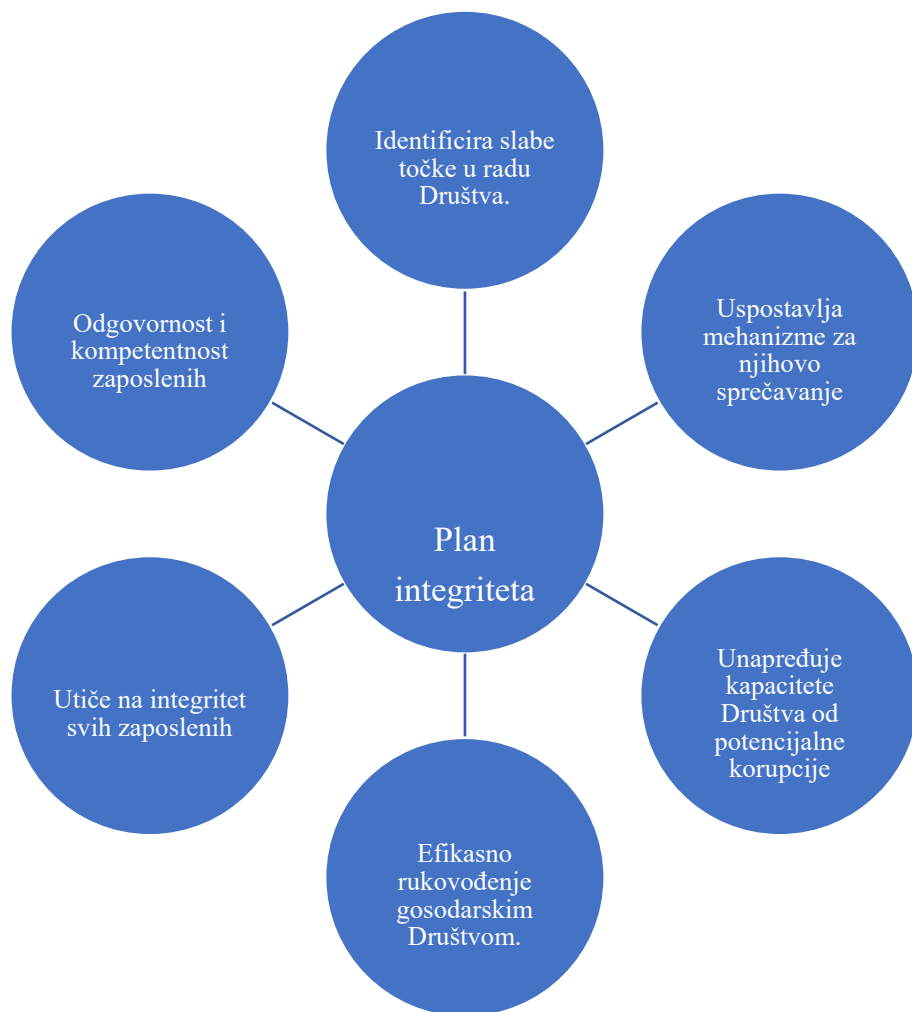 Identificira slabe
točke u radu
Društva.
Uspostavlja
mehanizme za
njihovo
sprečavanje
Unapređuje
kapacitete
Društva od
potencijalne
korupcije
Efikasno
rukovođenje
gosodarskim
Društvom.
Utiče na integritet
svih zaposlenih
Odgovornost i
kompetentnost
zaposlenih
Plan
integriteta